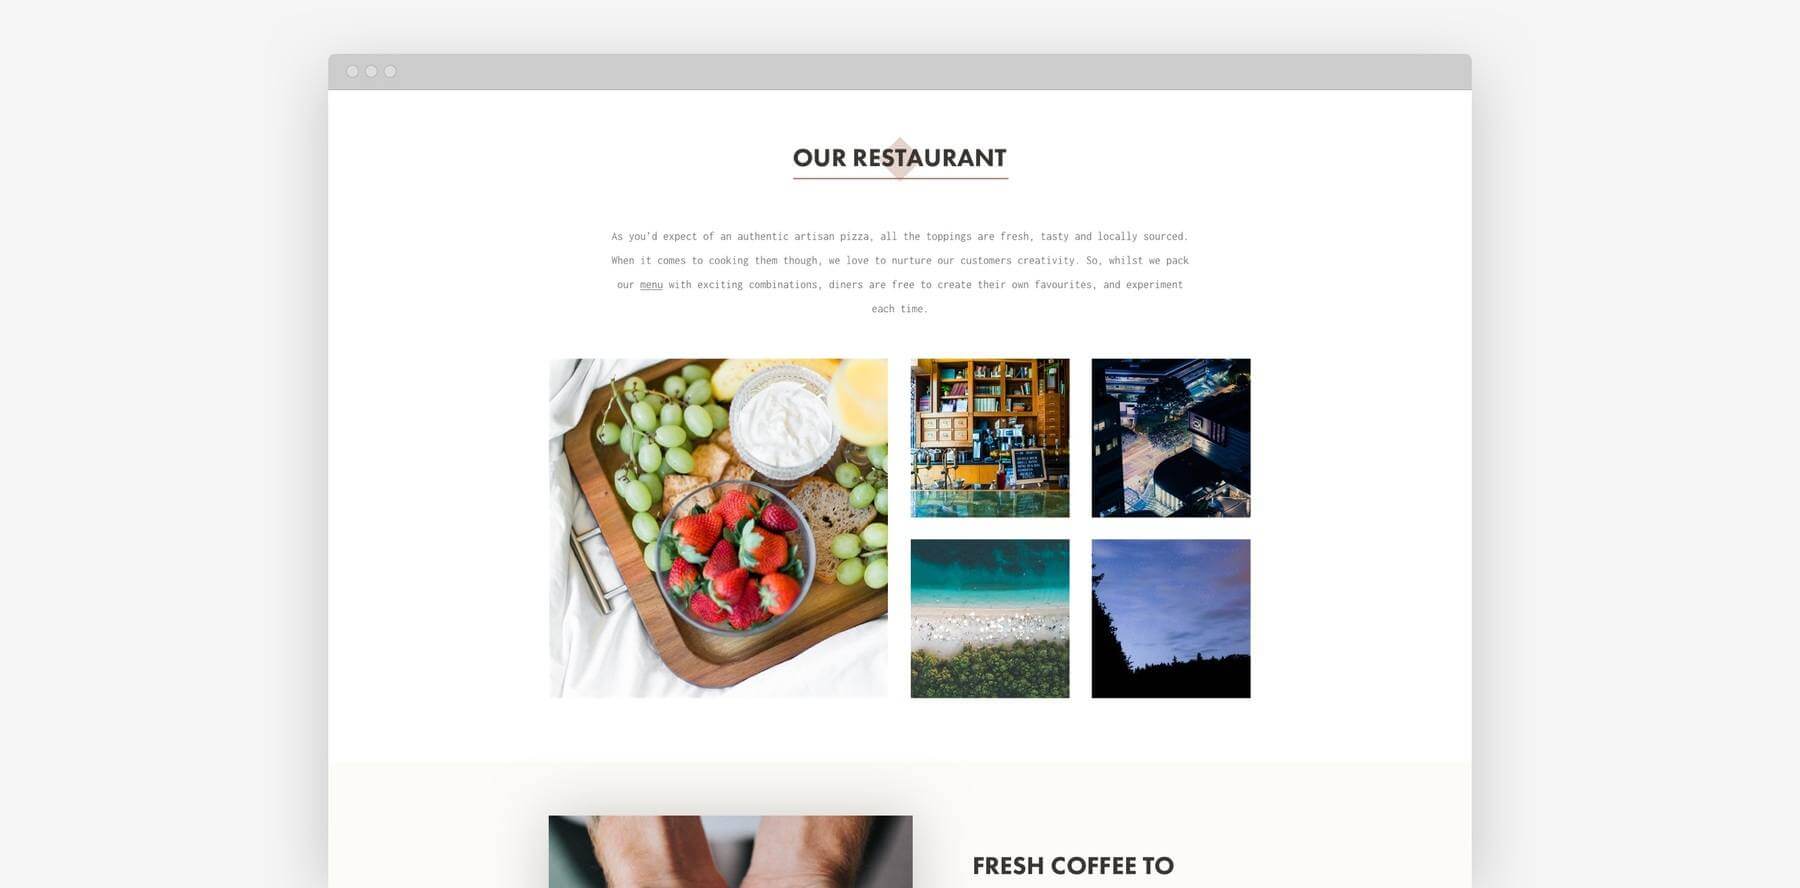 OUR RESTAURANT
As you'd expect of an authentic artisan pizza, all the toppings are fresh, tasty and locally sourced.
When it comes to cooking them though, we love to nurture our customers creativity. So, whilst we pack
our menu with exciting combinations, diners are free to create their own favourites, and experiment
each time.
FRESH COFFEE TO